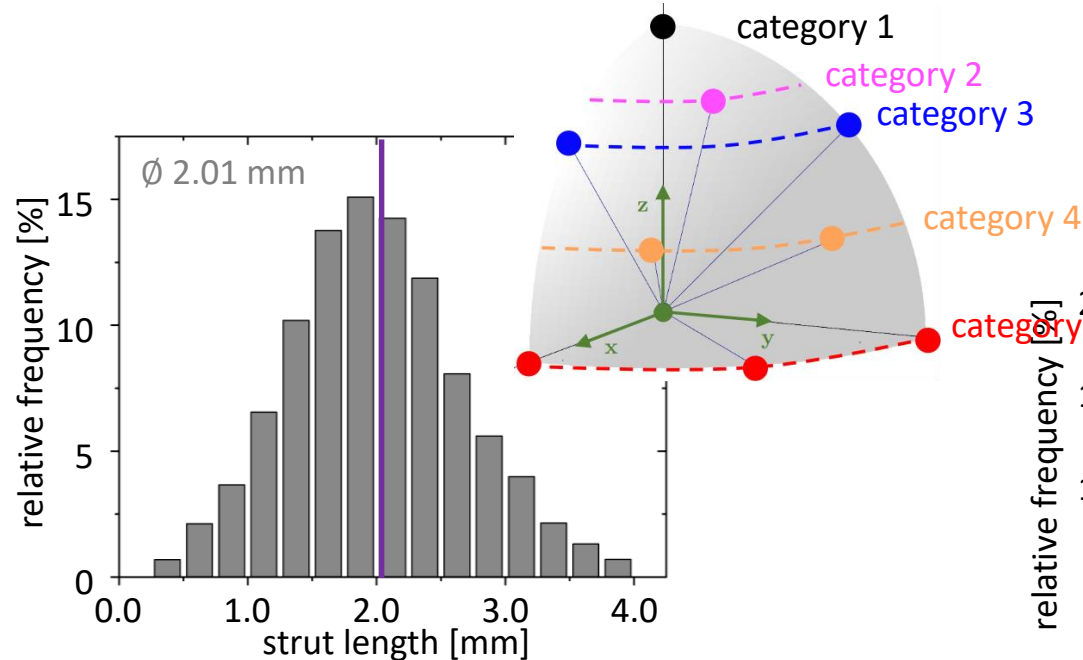 category 1
category 2
category 3
category 4
category
z
x
y
Ø 2.01 mm
relative frequency [%]
15
10
5
0
0.0 1.0 2.0 3.0 4.0
strut length [mm]
relative frequency [%]